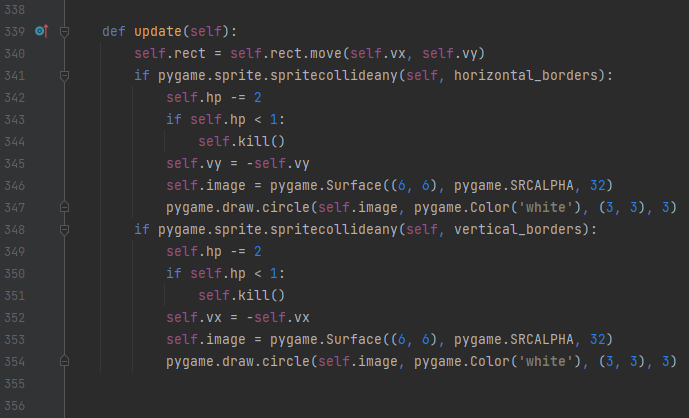 338
339 def update(self):
340 self.rect = self.rect.move(self.vx, self.vy)
341 if pygame.sprite.spritecollideany(self, horizontal_borders):
342 self.hp -= 2
343 if self.hp < 1:
344 self.kill()
345 self.vy = -self.vy
346 self.image = pygame.Surface((6, 6), pygame.SRCALPHA, 32)
347 pygame.draw.circle(self.image, pygame.Color('white'), (3, 3), 3)
348 if pygame.sprite.spritecollideany(self, vertical_borders):
349 self.hp -= 2
350 if self.hp < 1:
351 self.kill()
352 self.vx = -self.vx
353 self.image = pygame.Surface((6, 6), pygame.SRCALPHA, 32)
354 pygame.draw.circle(self.image, pygame.Color('white'), (3, 3), 3)
355
356